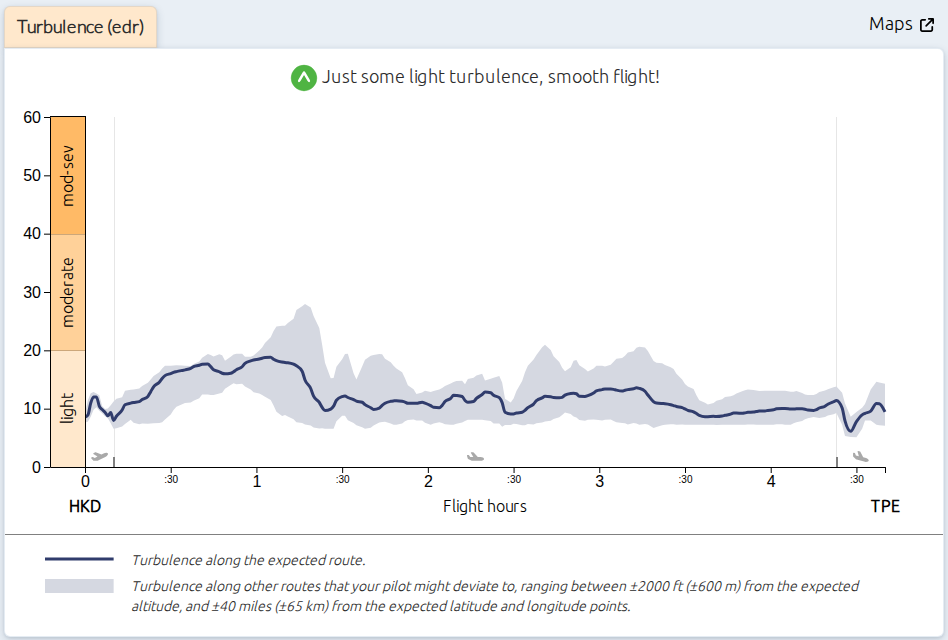 Turbulence (edr)
Maps
Just some light turbulence, smooth flight!
60
50
40
30
20
10
0
mod-sev
moderate
light
0
:30
1
:30
2
:30
3
:30
4
:30
HKD
Flight hours
TPE
Turbulence along the expected route.
Turbulence along other routes that your pilot might deviate to, ranging between ±2000 ft (±600 m) from the expected
altitude, and ±40 miles (±65 km) from the expected latitude and longitude points.